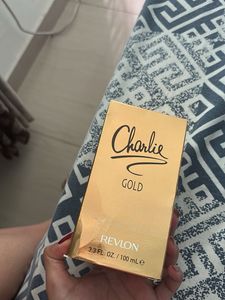 Charlie
GOLD
REVLON
3.3 FL. OZ. / 100 mL ℮